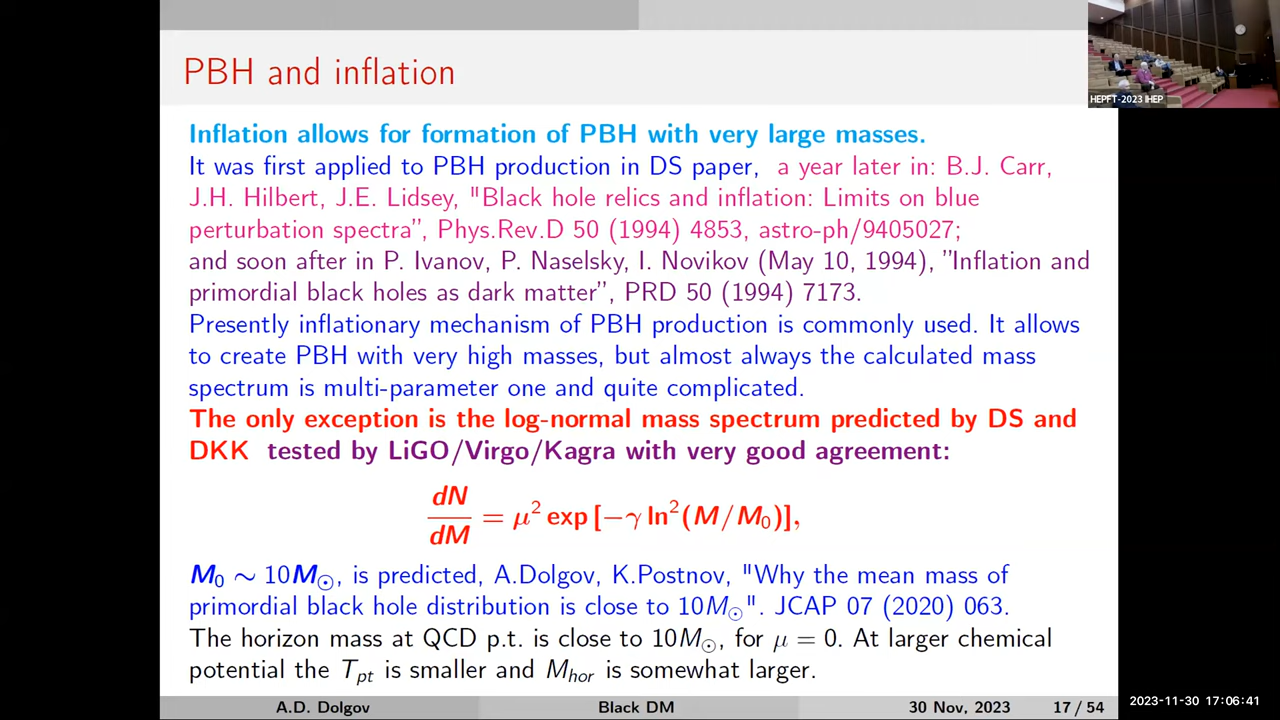 PBH and inflation
HEPFT-2023 IHEP
Inflation allows for formation of PBH with very large masses.
It was first applied to PBH production in DS paper, a year later in: B.J. Carr,
J.H. Hilbert, J.E. Lidsey, "Black hole relics and inflation: Limits on blue
perturbation spectra”, Phys.Rev.D 50 (1994) 4853, astro-ph/9405027;
and soon after in P. Ivanov, P. Naselsky, I. Novikov (May 10, 1994), ”Inflation and
primordial black holes as dark matter”, PRD 50 (1994) 7173.
Presently inflationary mechanism of PBH production is commonly used. It allows
to create PBH with very high masses, but almost always the calculated mass
spectrum is multi-parameter one and quite complicated.
The only exception is the log-normal mass spectrum predicted by DS and
DKK tested by LiGO/Virgo/Kagra with very good agreement:
dN/dM = μ² exp [−γ ln²(M/M₀)],
M₀ ∼ 10M⊙, is predicted, A.Dolgov, K.Postnov, "Why the mean mass of
primordial black hole distribution is close to 10M⊙". JCAP 07 (2020) 063.
The horizon mass at QCD p.t. is close to 10M⊙, for μ = 0. At larger chemical
potential the Tpt is smaller and Mhor is somewhat larger.
A.D. Dolgov Black DM 30 Nov, 2023 17 / 54
2023-11-30 17:06:41